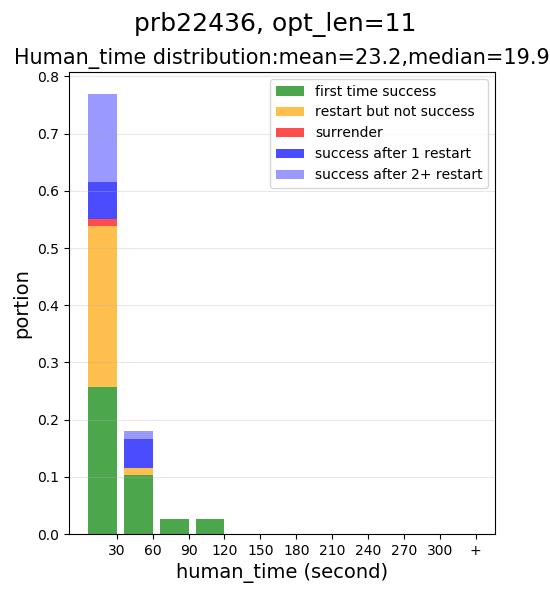 prb22436, opt_len=11
Human_time distribution:mean=23.2,median=19.9
0.8
0.7
0.6
0.5
0.4
0.3
0.2
0.1
0.0
portion
first time success
restart but not success
surrender
success after 1 restart
success after 2+ restart
30 60 90 120 150 180 210 240 270 300 +
human_time (second)